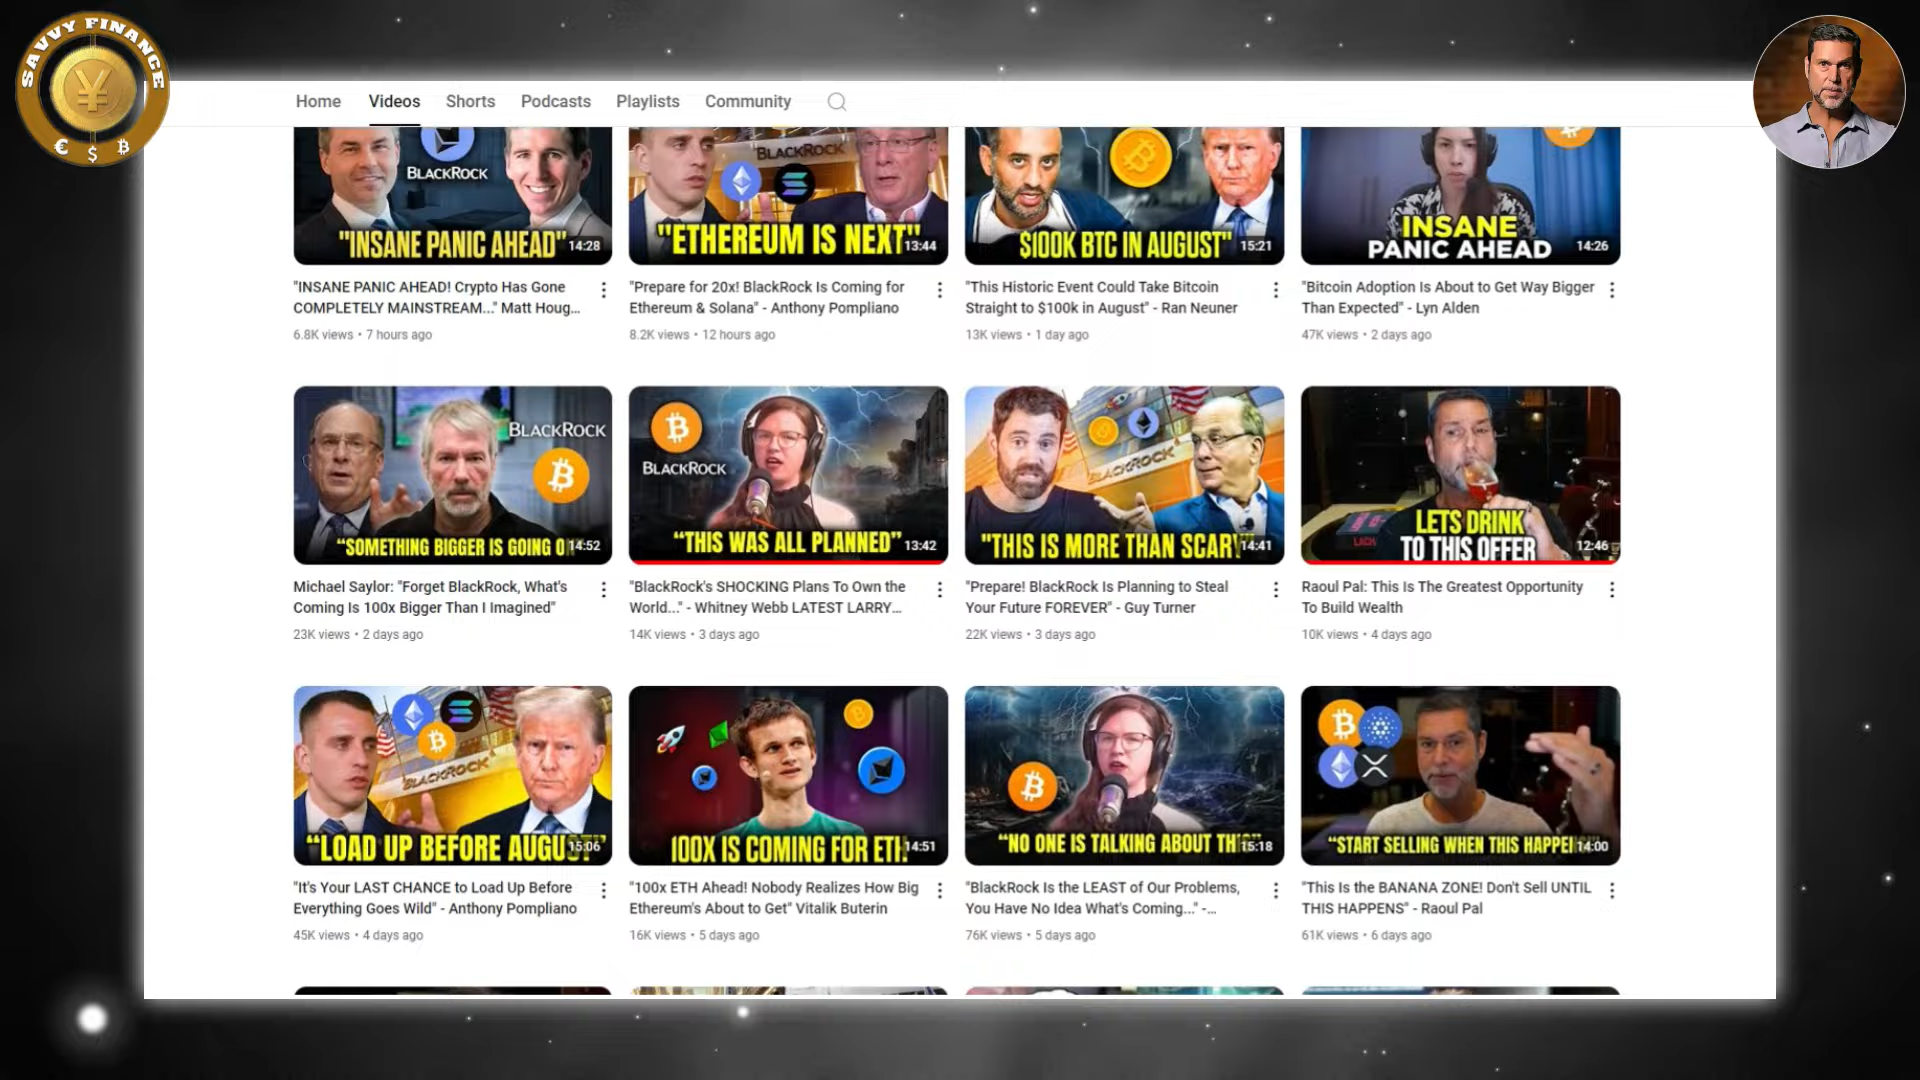 SAVVY FINANCE
¥
€ $ ₿
Home Videos Shorts Podcasts Playlists Community
BLACKROCK
"INSANE PANIC AHEAD"
14:28
BLACKROCK
"ETHEREUM IS NEXT"
13:44
$100K BTC IN AUGUST"
15:21
INSANE
PANIC AHEAD
14:26
"INSANE PANIC AHEAD! Crypto Has Gone
COMPLETELY MAINSTREAM..." Matt Houg...
6.8K views • 7 hours ago
"Prepare for 20x! BlackRock Is Coming for
Ethereum & Solana" - Anthony Pompliano
8.2K views • 12 hours ago
"This Historic Event Could Take Bitcoin
Straight to $100k in August" - Ran Neuner
13K views • 1 day ago
"Bitcoin Adoption Is About to Get Way Bigger
Than Expected" - Lyn Alden
47K views • 2 days ago
BLACKROCK
"SOMETHING BIGGER IS GOING O
14:52
BLACKROCK
"THIS WAS ALL PLANNED"
13:42
BLACKROCK
"THIS IS MORE THAN SCARY"
14:41
LETS DRINK
TO THIS OFFER
12:46
Michael Saylor: "Forget BlackRock, What's
Coming Is 100x Bigger Than I Imagined"
23K views • 2 days ago
"BlackRock's SHOCKING Plans To Own the
World..." - Whitney Webb LATEST LARRY...
14K views • 3 days ago
"Prepare! BlackRock Is Planning to Steal
Your Future FOREVER" - Guy Turner
22K views • 3 days ago
Raoul Pal: This Is The Greatest Opportunity
To Build Wealth
10K views • 4 days ago
BLACKROCK
"LOAD UP BEFORE AUGUST"
15:06
100X IS COMING FOR ETH
14:51
"NO ONE IS TALKING ABOUT THIS"
15:18
"START SELLING WHEN THIS HAPPEN
14:00
"It's Your LAST CHANCE to Load Up Before
Everything Goes Wild" - Anthony Pompliano
45K views • 4 days ago
"100x ETH Ahead! Nobody Realizes How Big
Ethereum's About to Get" Vitalik Buterin
16K views • 5 days ago
"BlackRock Is the LEAST of Our Problems,
You Have No Idea What's Coming..." -...
76K views • 5 days ago
"This Is the BANANA ZONE! Don't Sell UNTIL
THIS HAPPENS" - Raoul Pal
61K views • 6 days ago